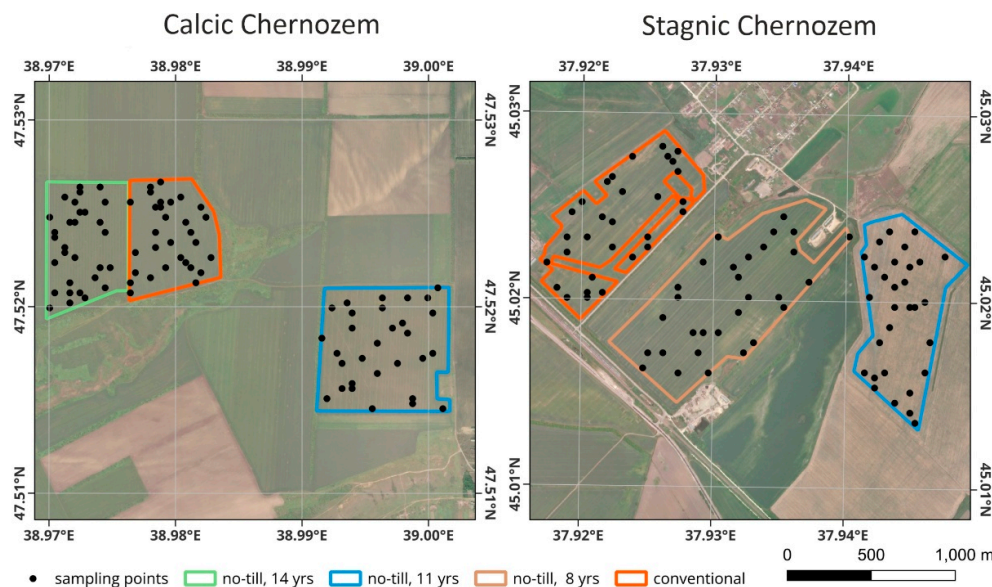 Calcic Chernozem
Stagnic Chernozem
38.97°E 38.98°E 38.99°E 39.00°E
37.92°E 37.93°E 37.94°E
47.53°N
47.53°N
45.03°N
45.03°N
47.52°N
47.52°N
45.02°N
45.02°N
47.51°N
47.51°N
45.01°N
45.01°N
38.97°E 38.98°E 38.99°E 39.00°E
37.92°E 37.93°E 37.94°E
0 500 1,000 m
sampling points no-till, 14 yrs no-till, 11 yrs no-till, 8 yrs conventional